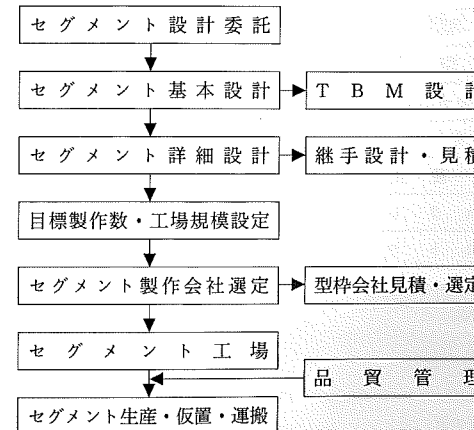 セグメント設計委託
セグメント基本設計
TBM設計
セグメント詳細設計
継手設計・見積
目標製作数・工場規模設定
セグメント製作会社選定
型枠会社見積・選定
セグメント工場
品質管理
セグメント生産・仮置・運搬